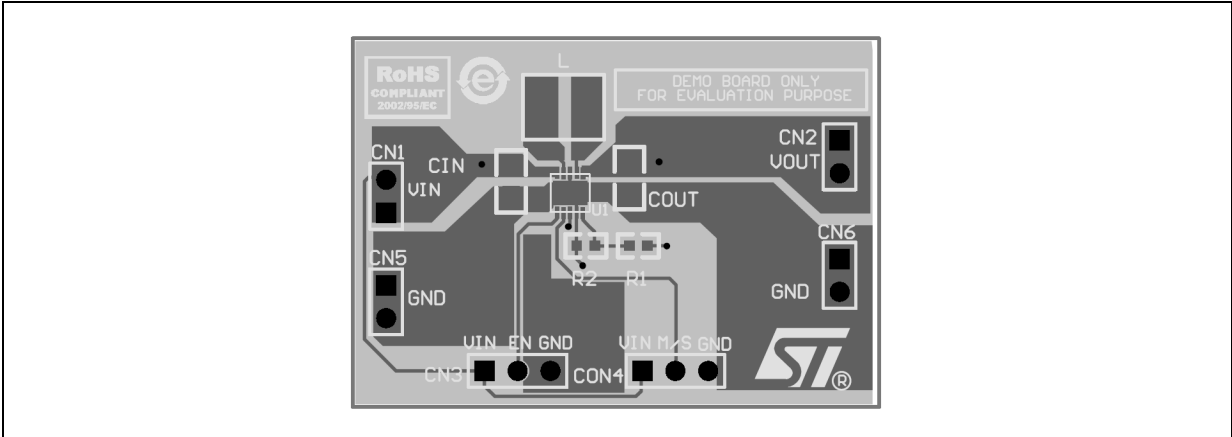 L
RoHS
COMPLIANT
2002/95/EC
e
DEMO BOARD ONLY
FOR EVALUATION PURPOSE
CN1
CIN
VIN
CN2
VOUT
COUT
U1
CN6
CN5
GND
R2 R1
GND
VIN EN GND
VIN M/S GND
CN3
CON4
ST®